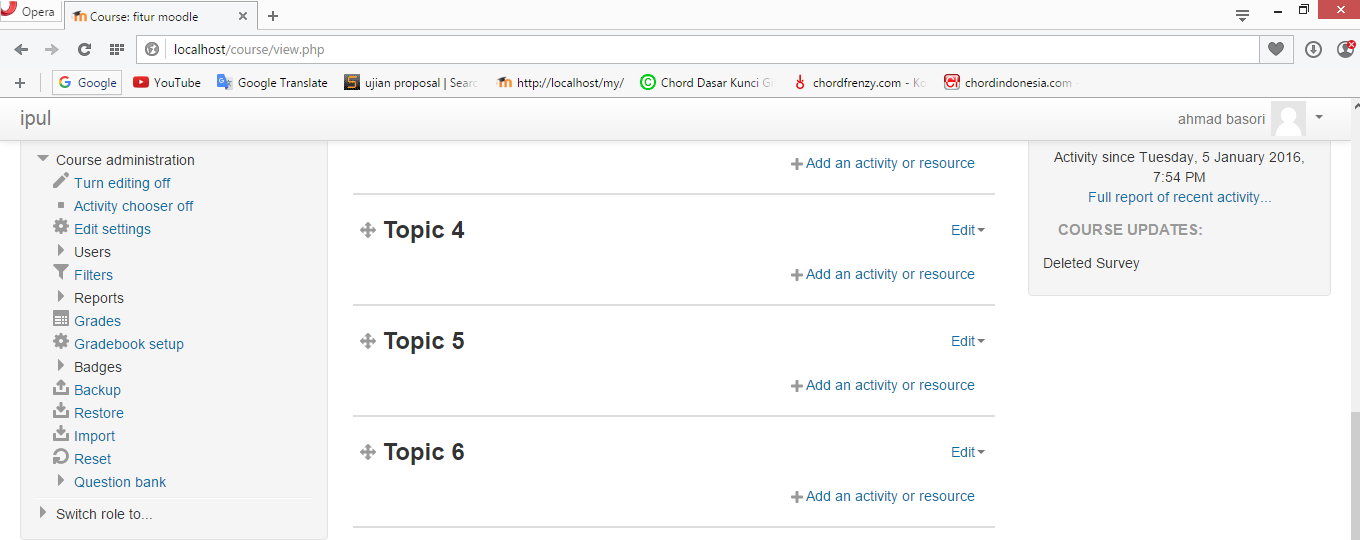 Opera
Course: fitur moodle
localhost/course/view.php
Google
YouTube
Google Translate
ujian proposal | Searc
http://localhost/my/
Chord Dasar Kunci G
chordfrenzy.com - Ko
chordindonesia.com -
ipul
ahmad basori
Course administration
Turn editing off
Activity chooser off
Edit settings
Users
Filters
Reports
Grades
Gradebook setup
Badges
Backup
Restore
Import
Reset
Question bank
Switch role to...
Add an activity or resource
Topic 4
Edit
Add an activity or resource
Topic 5
Edit
Add an activity or resource
Topic 6
Edit
Add an activity or resource
Activity since Tuesday, 5 January 2016,
7:54 PM
Full report of recent activity...
COURSE UPDATES:
Deleted Survey